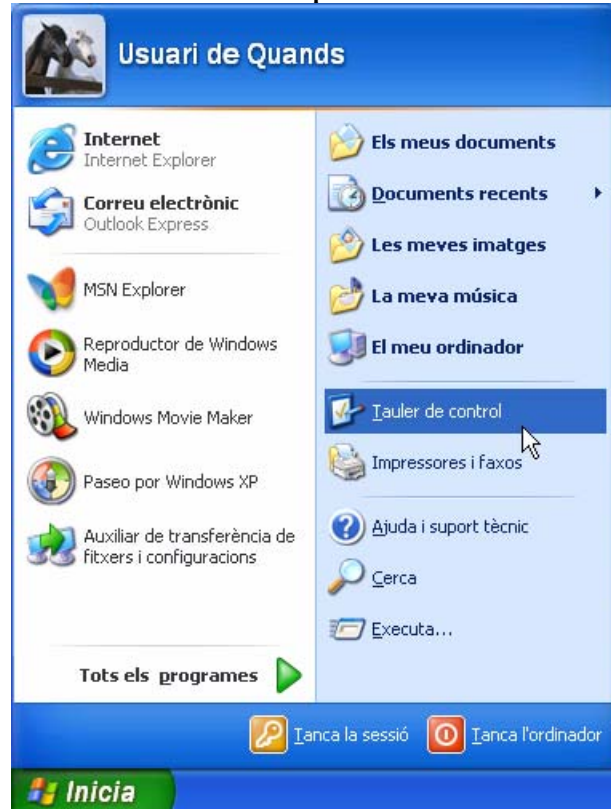 Usuari de Quands
Internet
Internet Explorer
Correu electrònic
Outlook Express
MSN Explorer
Reproductor de Windows
Media
Windows Movie Maker
Paseo por Windows XP
Auxiliar de transferència de
fitxers i configuracions
Tots els programes
Els meus documents
Documents recents
Les meves imatges
La meva música
El meu ordinador
Tauler de control
Impressores i faxos
Ajuda i suport tècnic
Cerca
Executa...
Tanca la sessió
Tanca l'ordinador
Inicia